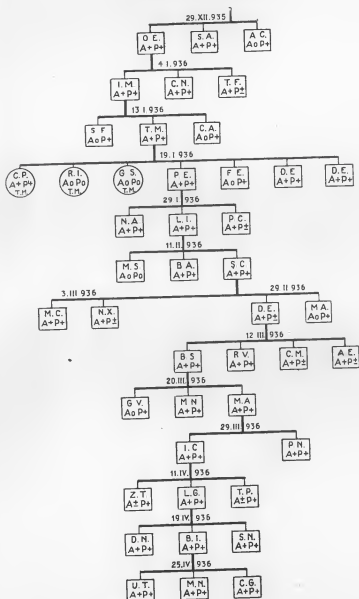 29.XII.935
O E. S.A. A C.
A+P+ A+P+ AoP+
4 I.936
I.M. C.N. T.F.
A+P+ A+P+ A+P±
13 I.936
S F T.M. C.A.
AoP+ A+P+ AoP+
19.I 936
C.P. R.I. G S. P E. F E. D.E D.E.
A+P+ AoPo AoPo A+P+ AoP+ A+P+ A+P+
T.M. T.M. T.M.
29 I. 936
N.A L.I. P C.
A+P+ A+P+ A+P±
11.II. 936
M.S B A. Ş C.
AoPo A+P+ A+P+
3.III 936 29 II 936
M.C. N.X. D.E. M A.
A+P+ A+P± A+P± AoP+
12 III. 936
B S R V. C.M. A E.
A+P+ A+P+ A+P± A+P±
20.III. 936
G V. M N M.A
AoP+ A+P+ A+P+
29.III. 936
I. C P N.
A+P+ A+P+
11.IV. 936
Z.T. L.G. T.P.
A±P+ A+P+ A±P+
19 IV. 936
D.N. B.I. S.N.
A+P+ A+P+ A+P+
25.IV 936
U.T. M.N. C.G.
A+P+ A+P+ A+P+